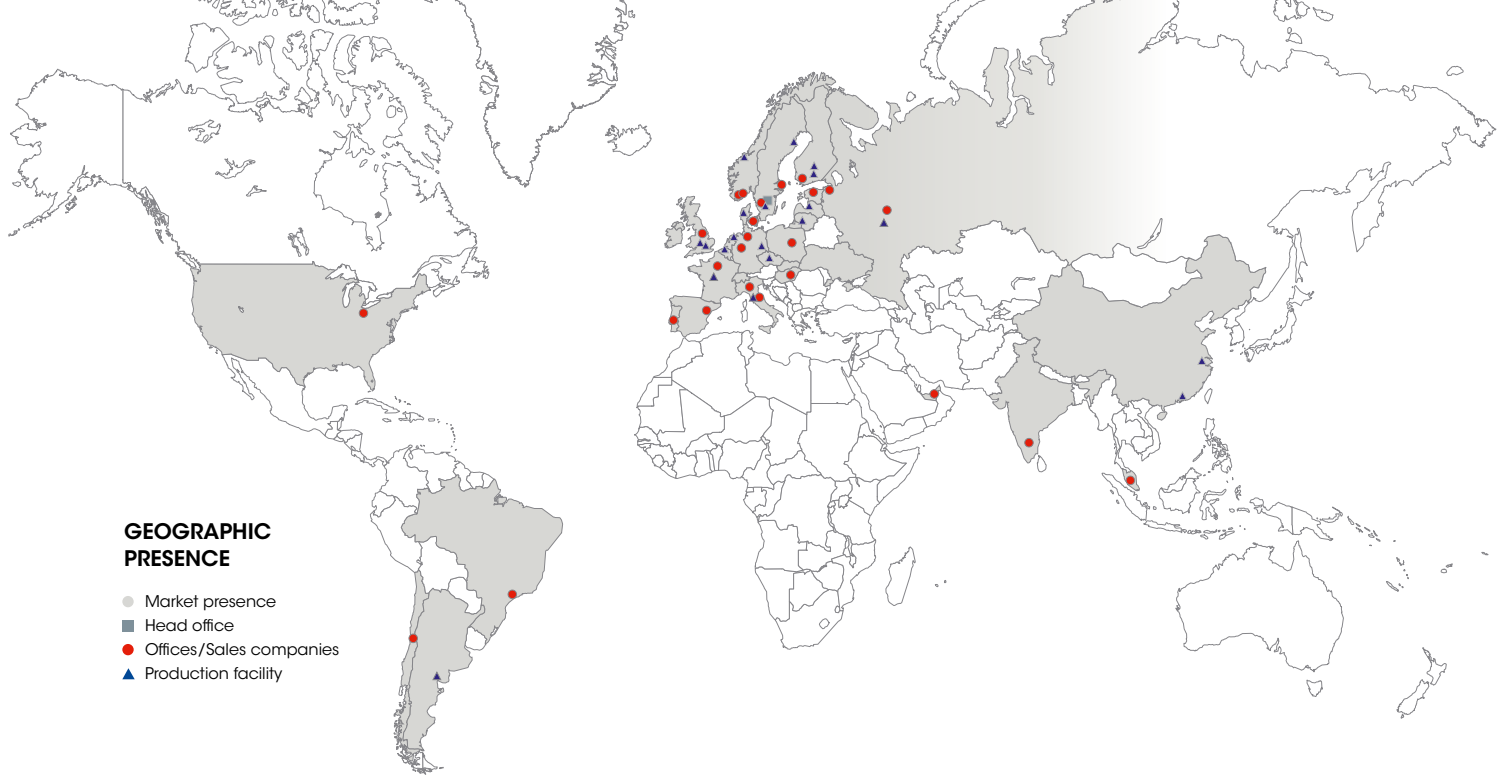 GEOGRAPHIC
PRESENCE
Market presence
Head office
Offices/Sales companies
Production facility